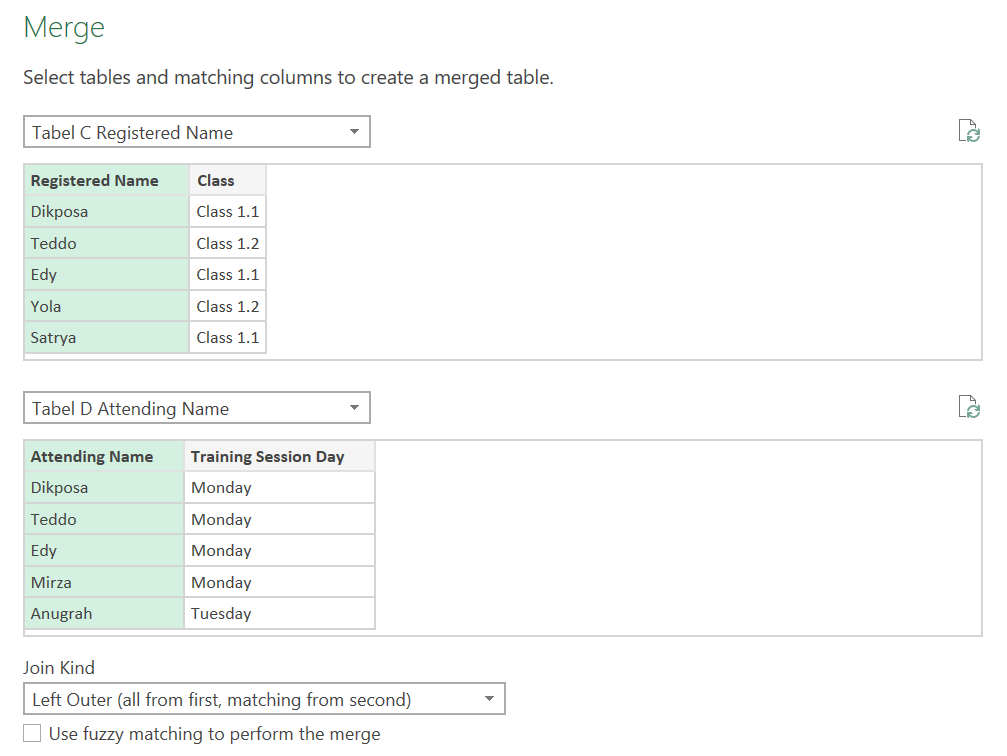 Merge
Select tables and matching columns to create a merged table.
Tabel C Registered Name
Registered Name Class
Dikposa Class 1.1
Teddo Class 1.2
Edy Class 1.1
Yola Class 1.2
Satrya Class 1.1
Tabel D Attending Name
Attending Name Training Session Day
Dikposa Monday
Teddo Monday
Edy Monday
Mirza Monday
Anugrah Tuesday
Join Kind
Left Outer (all from first, matching from second)
Use fuzzy matching to perform the merge